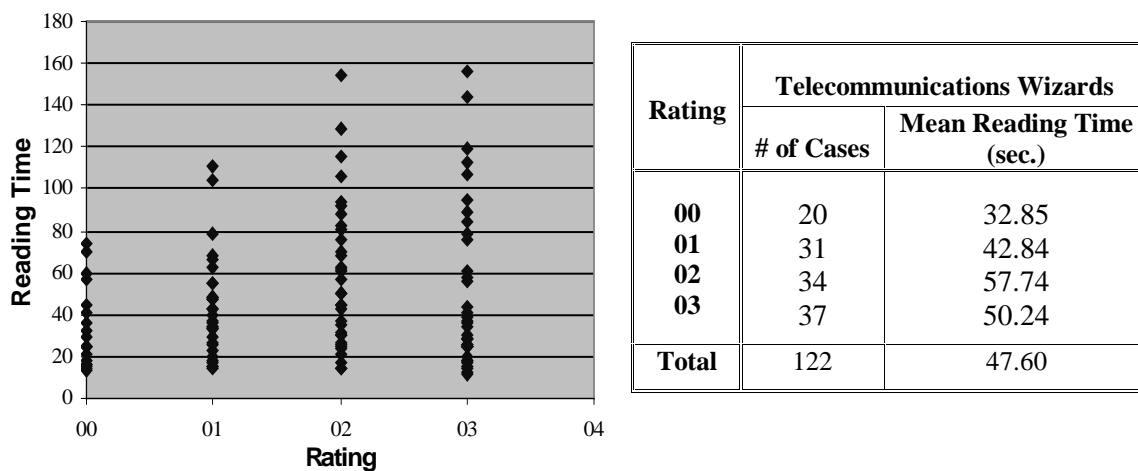 180
160
140
120
100
80
60
40
20
0
Reading Time
00 01 02 03 04
Rating
Rating
Telecommunications Wizards
# of Cases
Mean Reading Time
(sec.)
00 20 32.85
01 31 42.84
02 34 57.74
03 37 50.24
Total 122 47.60